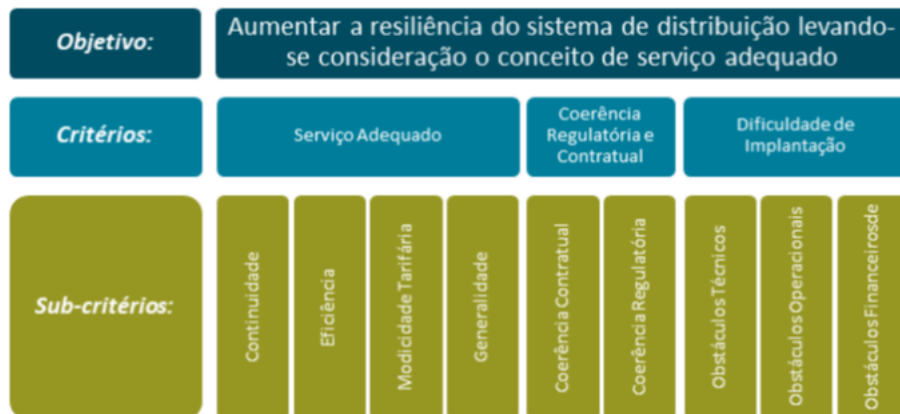 Objetivo:
Aumentar a resiliência do sistema de distribuição levando-
se consideração o conceito de serviço adequado
Critérios:
Serviço Adequado
Coerência
Regulatória e
Contratual
Dificuldade de
Implantação
Sub-critérios:
Continuidade
Eficiência
Modicidade Tarifária
Generalidade
Coerência Contratual
Coerência Regulatória
Obstáculos Técnicos
Obstáculos Operacionais
Obstáculos Financeirosde